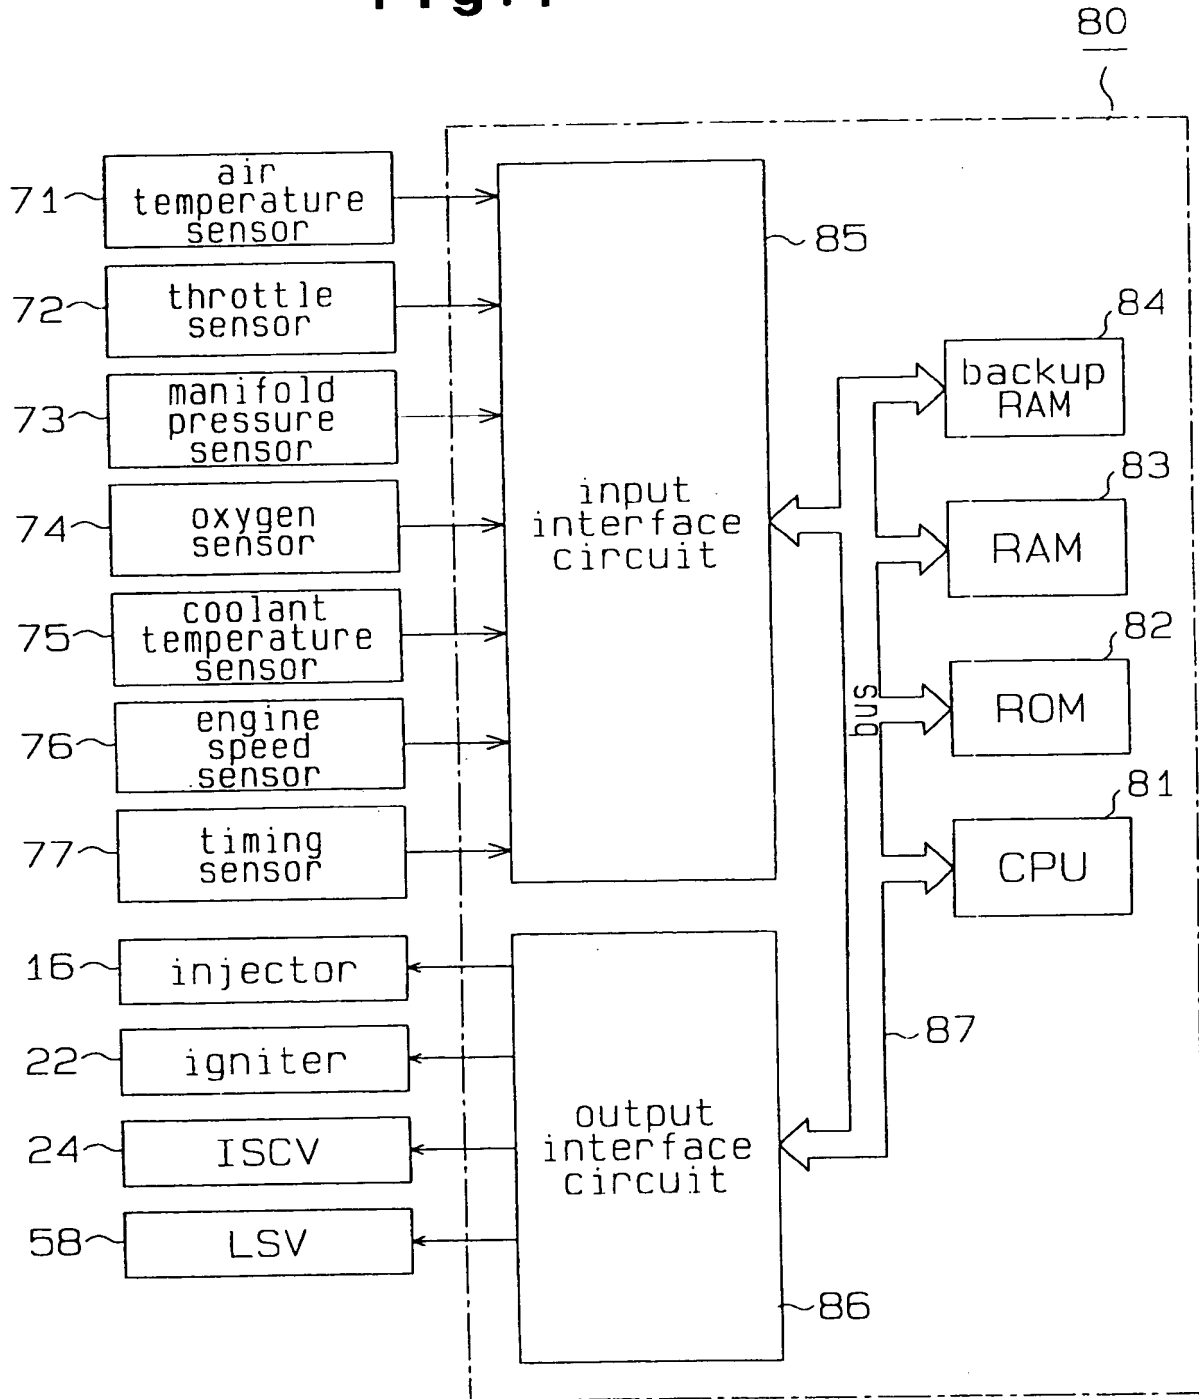 80
71
air
temperature
sensor
72
throttle
sensor
73
manifold
pressure
sensor
74
oxygen
sensor
75
coolant
temperature
sensor
76
engine
speed
sensor
77
timing
sensor
85
input
interface
circuit
84
backup
RAM
83
RAM
82
ROM
bus
81
CPU
16
injector
22
igniter
24
ISCV
58
LSV
87
output
interface
circuit
86